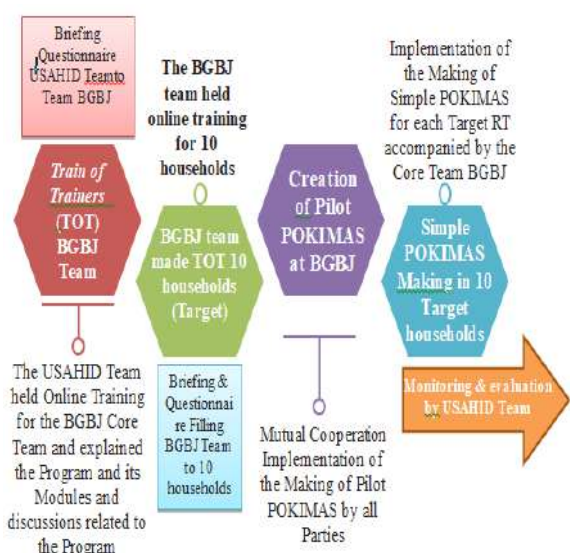 Briefing
Questionnaire
USAHID Teamto
Team BGBJ
Train of
Trainers
(TOT)
BGBJ
Team
The USAHID Team
held Online Training
for the BGBJ Core
Team and explained
the Program and its
Modules and
discussions related to
the Program
The BGBJ
team held
online training
for 10
households
BGBJ team
made TOT 10
households
(Target)
Briefing &
Questionnai
re Filling
BGBJ Team
to 10
households
Creation
of Pilot
POKIMAS
at BGBJ
Mutual Cooperation
Implementation of
the Making of Pilot
POKIMAS by all
Parties
Implementation of
the Making of
Simple POKIMAS
for each Target RT
accompanied by the
Core Team BGBJ
Simple
POKIMAS
Making in 10
Target
households
Monitoring & evaluation
by USAHID Team